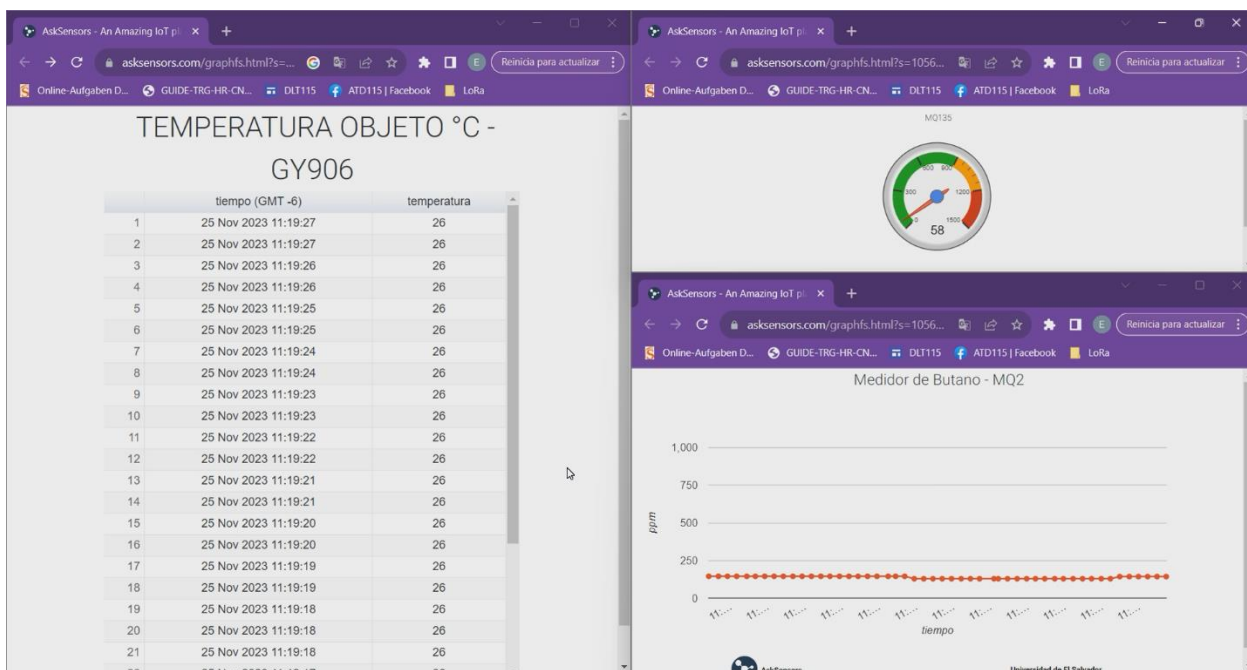 AskSensors - An Amazing IoT pl
asksensors.com/graphfs.html?s=...
Reinicia para actualizar
Online-Aufgaben D...
GUIDE-TRG-HR-CN...
DLT115
ATD115 | Facebook
LoRa
TEMPERATURA OBJETO °C -
GY906
tiempo (GMT -6) temperatura
1 25 Nov 2023 11:19:27 26
2 25 Nov 2023 11:19:27 26
3 25 Nov 2023 11:19:26 26
4 25 Nov 2023 11:19:26 26
5 25 Nov 2023 11:19:25 26
6 25 Nov 2023 11:19:25 26
7 25 Nov 2023 11:19:24 26
8 25 Nov 2023 11:19:24 26
9 25 Nov 2023 11:19:23 26
10 25 Nov 2023 11:19:23 26
11 25 Nov 2023 11:19:22 26
12 25 Nov 2023 11:19:22 26
13 25 Nov 2023 11:19:21 26
14 25 Nov 2023 11:19:21 26
15 25 Nov 2023 11:19:20 26
16 25 Nov 2023 11:19:20 26
17 25 Nov 2023 11:19:19 26
18 25 Nov 2023 11:19:19 26
19 25 Nov 2023 11:19:18 26
20 25 Nov 2023 11:19:18 26
21 25 Nov 2023 11:19:18 26
AskSensors - An Amazing IoT pl
asksensors.com/graphfs.html?s=1056...
E
Reinicia para actualizar
Online-Aufgaben D...
GUIDE-TRG-HR-CN...
DLT115
ATD115 | Facebook
LoRa
MQ135
600 900
300 1200
0 1500
58
AskSensors - An Amazing IoT pl
asksensors.com/graphfs.html?s=1056...
E
Reinicia para actualizar
Online-Aufgaben D...
GUIDE-TRG-HR-CN...
DLT115
ATD115 | Facebook
LoRa
Medidor de Butano - MQ2
1,000
750
500
250
0
ppm
11:... 11:... 11:... 11:... 11:... 11:... 11:... 11:... 11:... 11:... 11:... 11:...
tiempo
AskSensors
Universidad de El Salvador